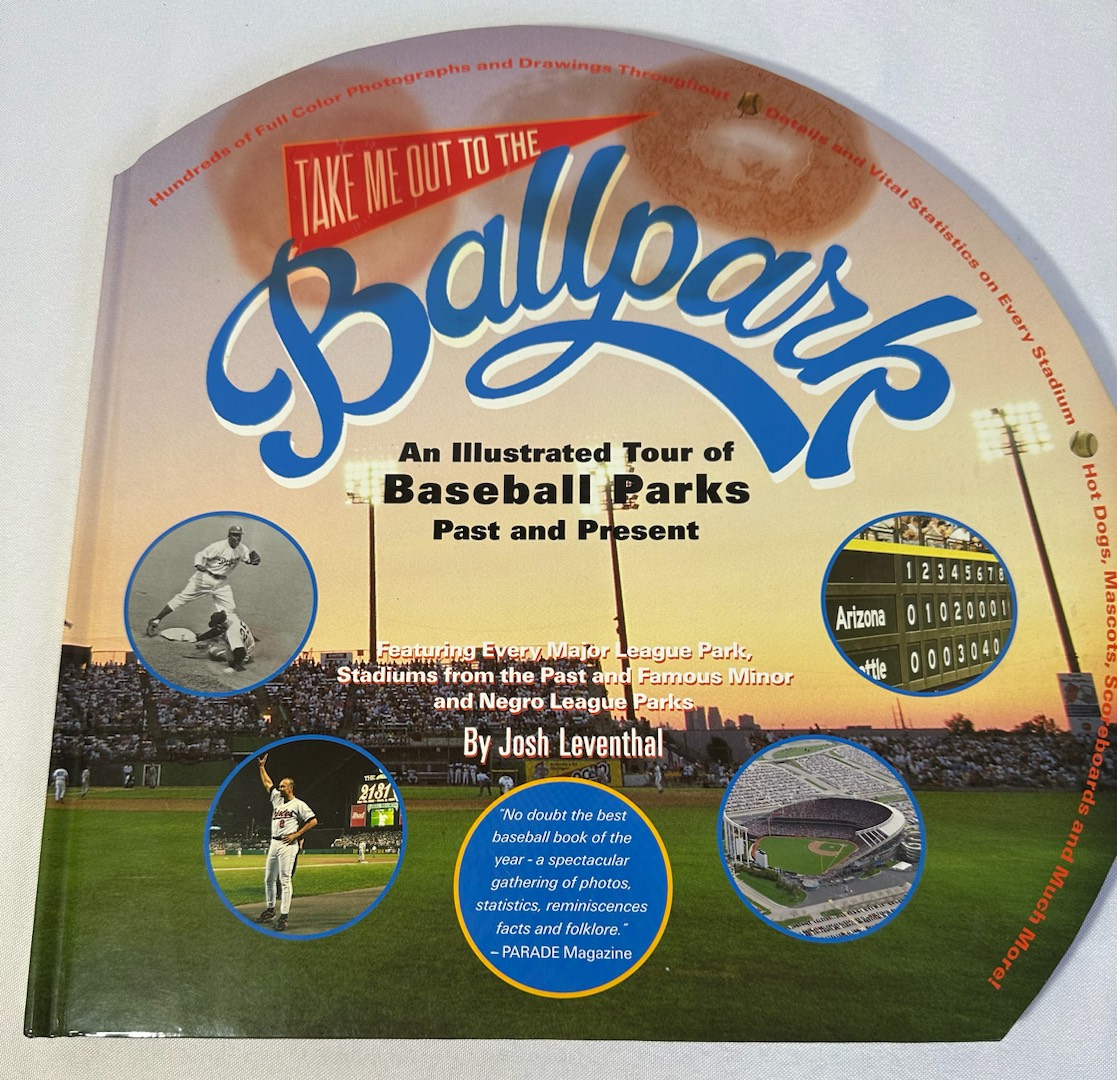 Hundreds of Full Color Photographs and Drawings Throughout
Details and Vital Statistics on Every Stadium
Hot Dogs, Mascots, Scoreboards and Much More!
TAKE ME OUT TO THE
Ballpark
An Illustrated Tour of
Baseball Parks
Past and Present
1 2 3 4 5 6 7 8
Arizona 0 1 0 2 0 0 0 1
ttle 0 0 0 3 0 4 0
Featuring Every Major League Park,
Stadiums from the Past and Famous Minor
and Negro League Parks
By Josh Leventhal
THE
2131
8
"No doubt the best
baseball book of the
year - a spectacular
gathering of photos,
statistics, reminiscences
facts and folklore."
– PARADE Magazine